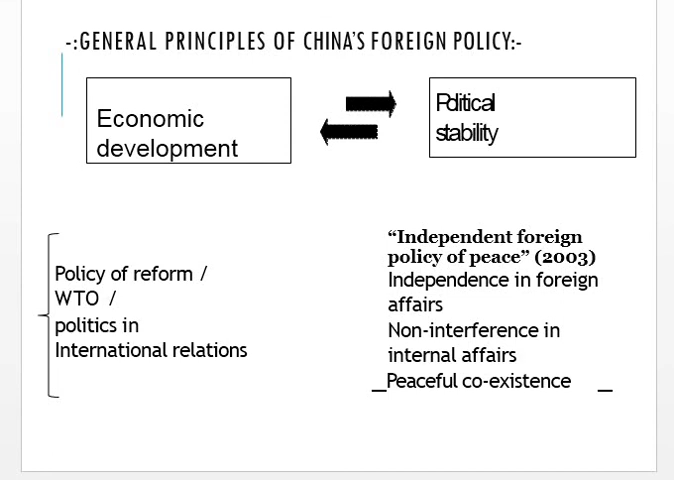 -:GENERAL PRINCIPLES OF CHINA'S FOREIGN POLICY:-
Economic
development
Political
stability
Policy of reform /
WTO /
politics in
International relations
“Independent foreign
policy of peace” (2003)
Independence in foreign
affairs
Non-interference in
internal affairs
_Peaceful co-existence _